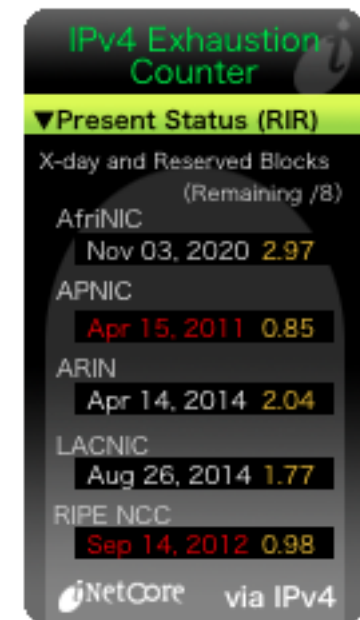 IPv4 Exhaustion
Counter
▼Present Status (RIR)
X-day and Reserved Blocks
(Remaining /8)
AfriNIC
Nov 03, 2020 2.97
APNIC
Apr 15, 2011 0.85
ARIN
Apr 14, 2014 2.04
LACNIC
Aug 26, 2014 1.77
RIPE NCC
Sep 14, 2012 0.98
iNetCore via IPv4